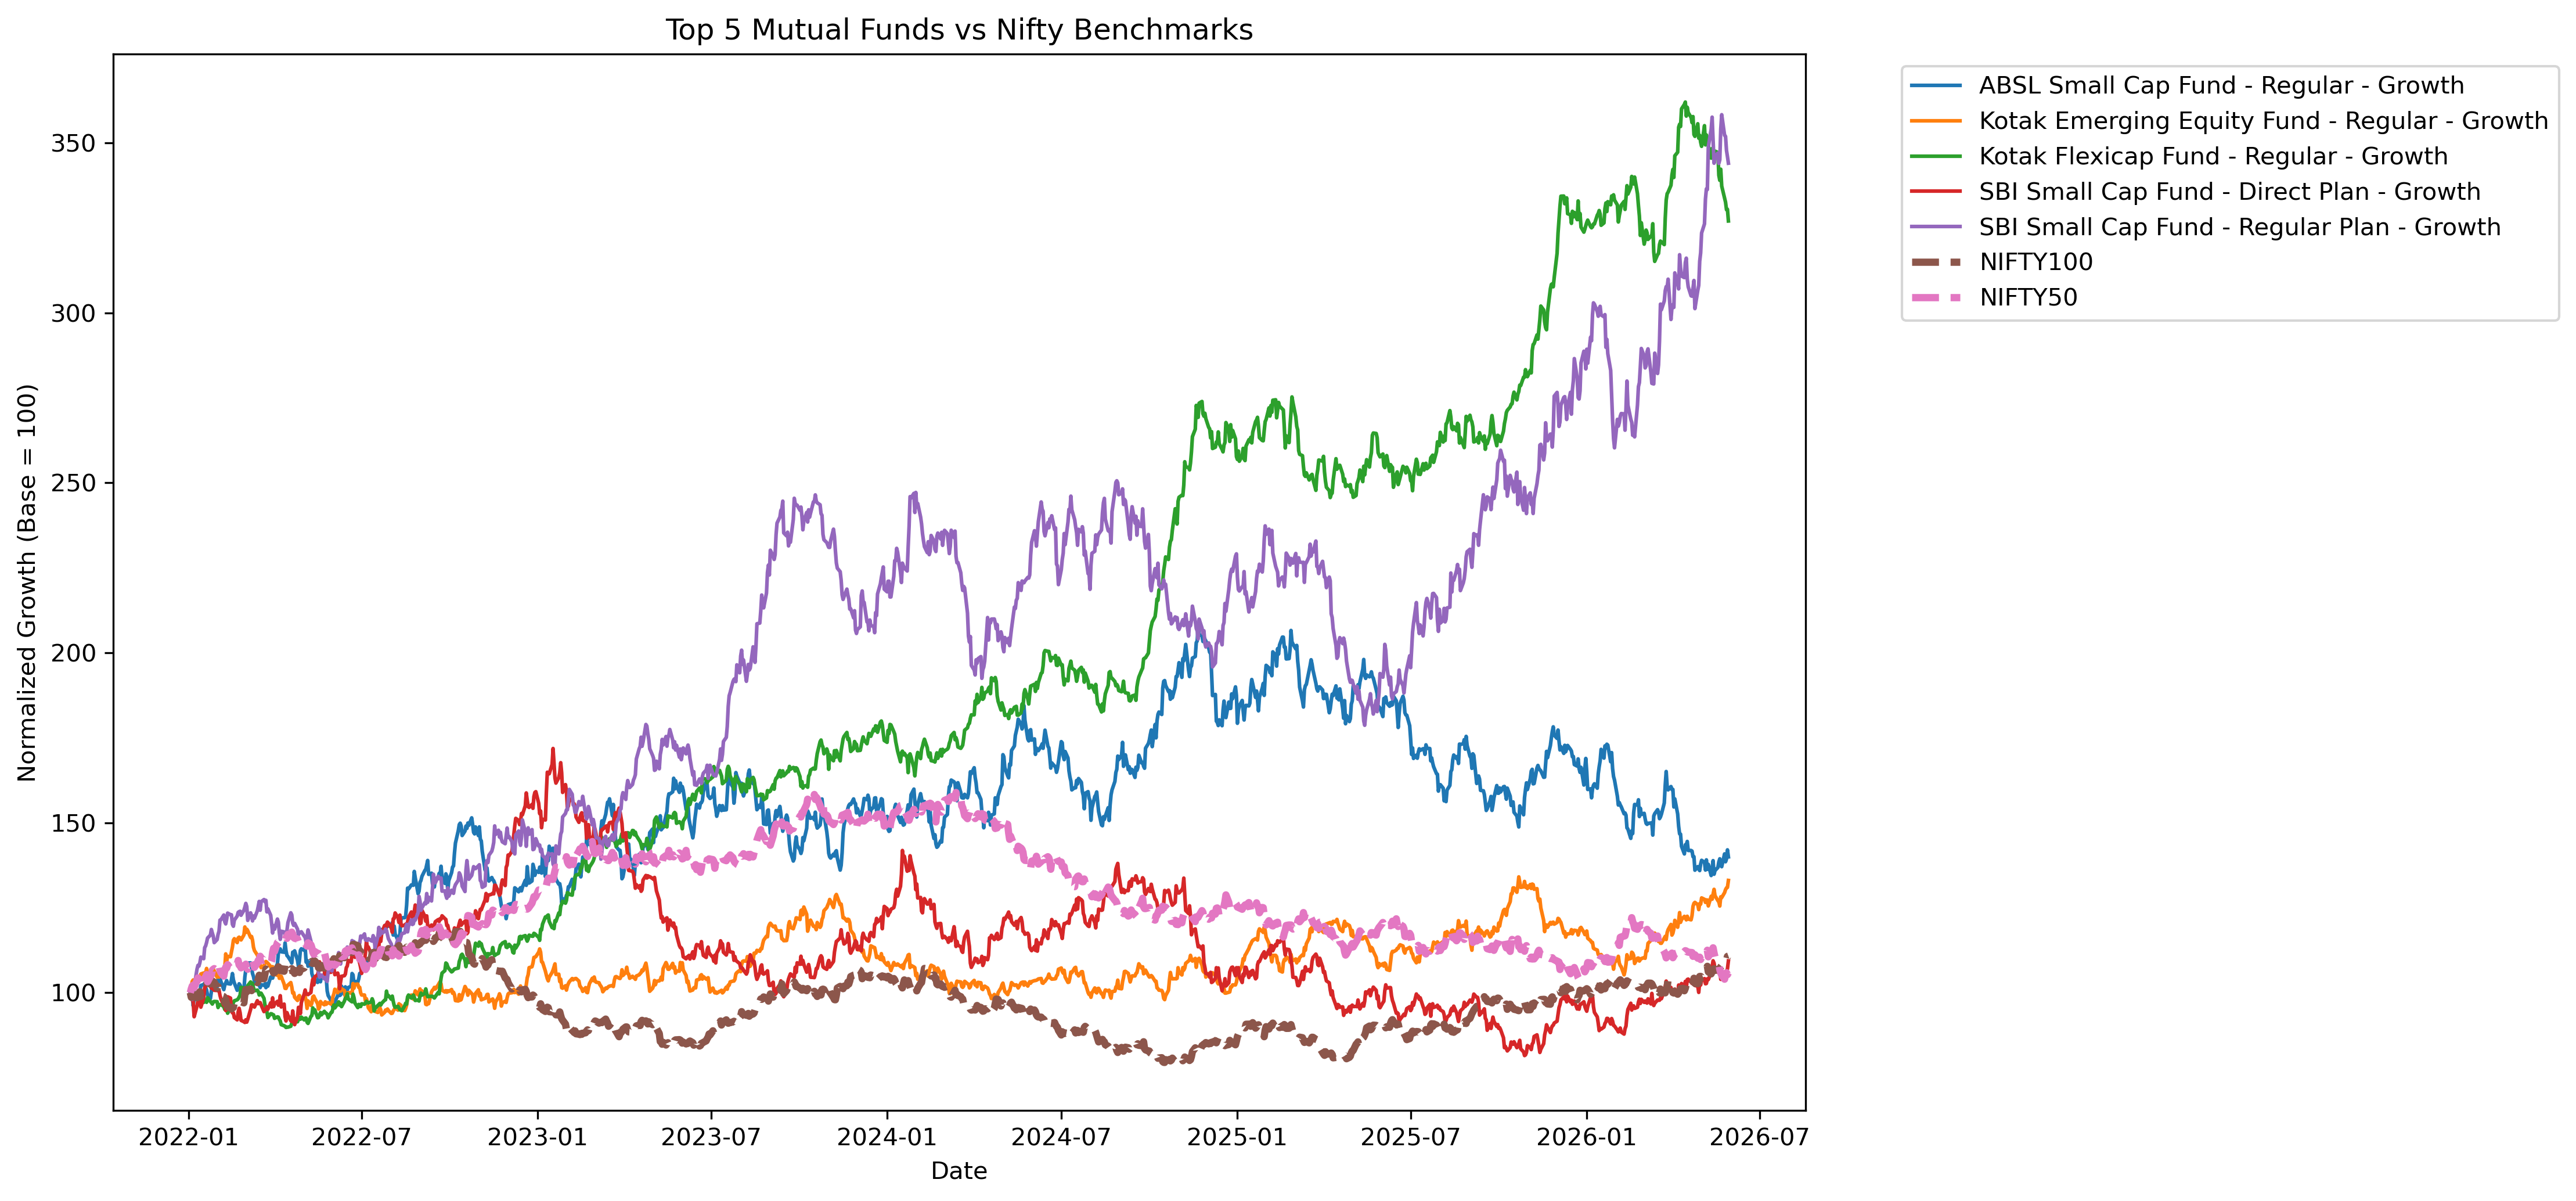 Top 5 Mutual Funds vs Nifty Benchmarks
Normalized Growth (Base = 100)
350
300
250
200
150
100
2022-01
2022-07
2023-01
2023-07
2024-01
2024-07
2025-01
2025-07
2026-01
2026-07
Date
ABSL Small Cap Fund - Regular - Growth
Kotak Emerging Equity Fund - Regular - Growth
Kotak Flexicap Fund - Regular - Growth
SBI Small Cap Fund - Direct Plan - Growth
SBI Small Cap Fund - Regular Plan - Growth
NIFTY100
NIFTY50